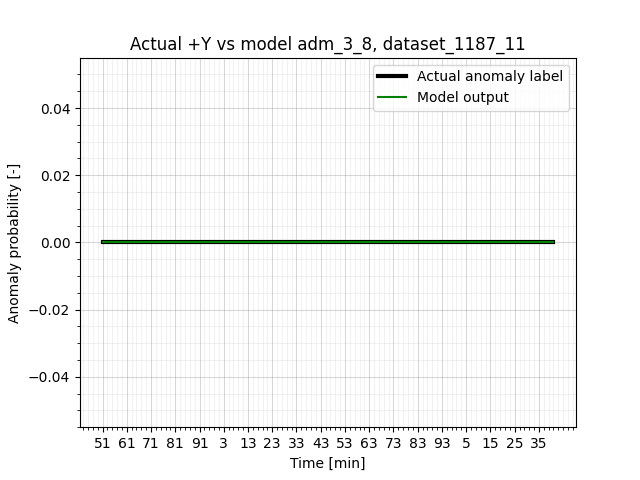 Actual +Y vs model adm_3_8, dataset_1187_11
Actual anomaly label
Model output
0.04
0.02
0.00
−0.02
−0.04
Anomaly probability [-]
51 61 71 81 91 3 13 23 33 43 53 63 73 83 93 5 15 25 35
Time [min]